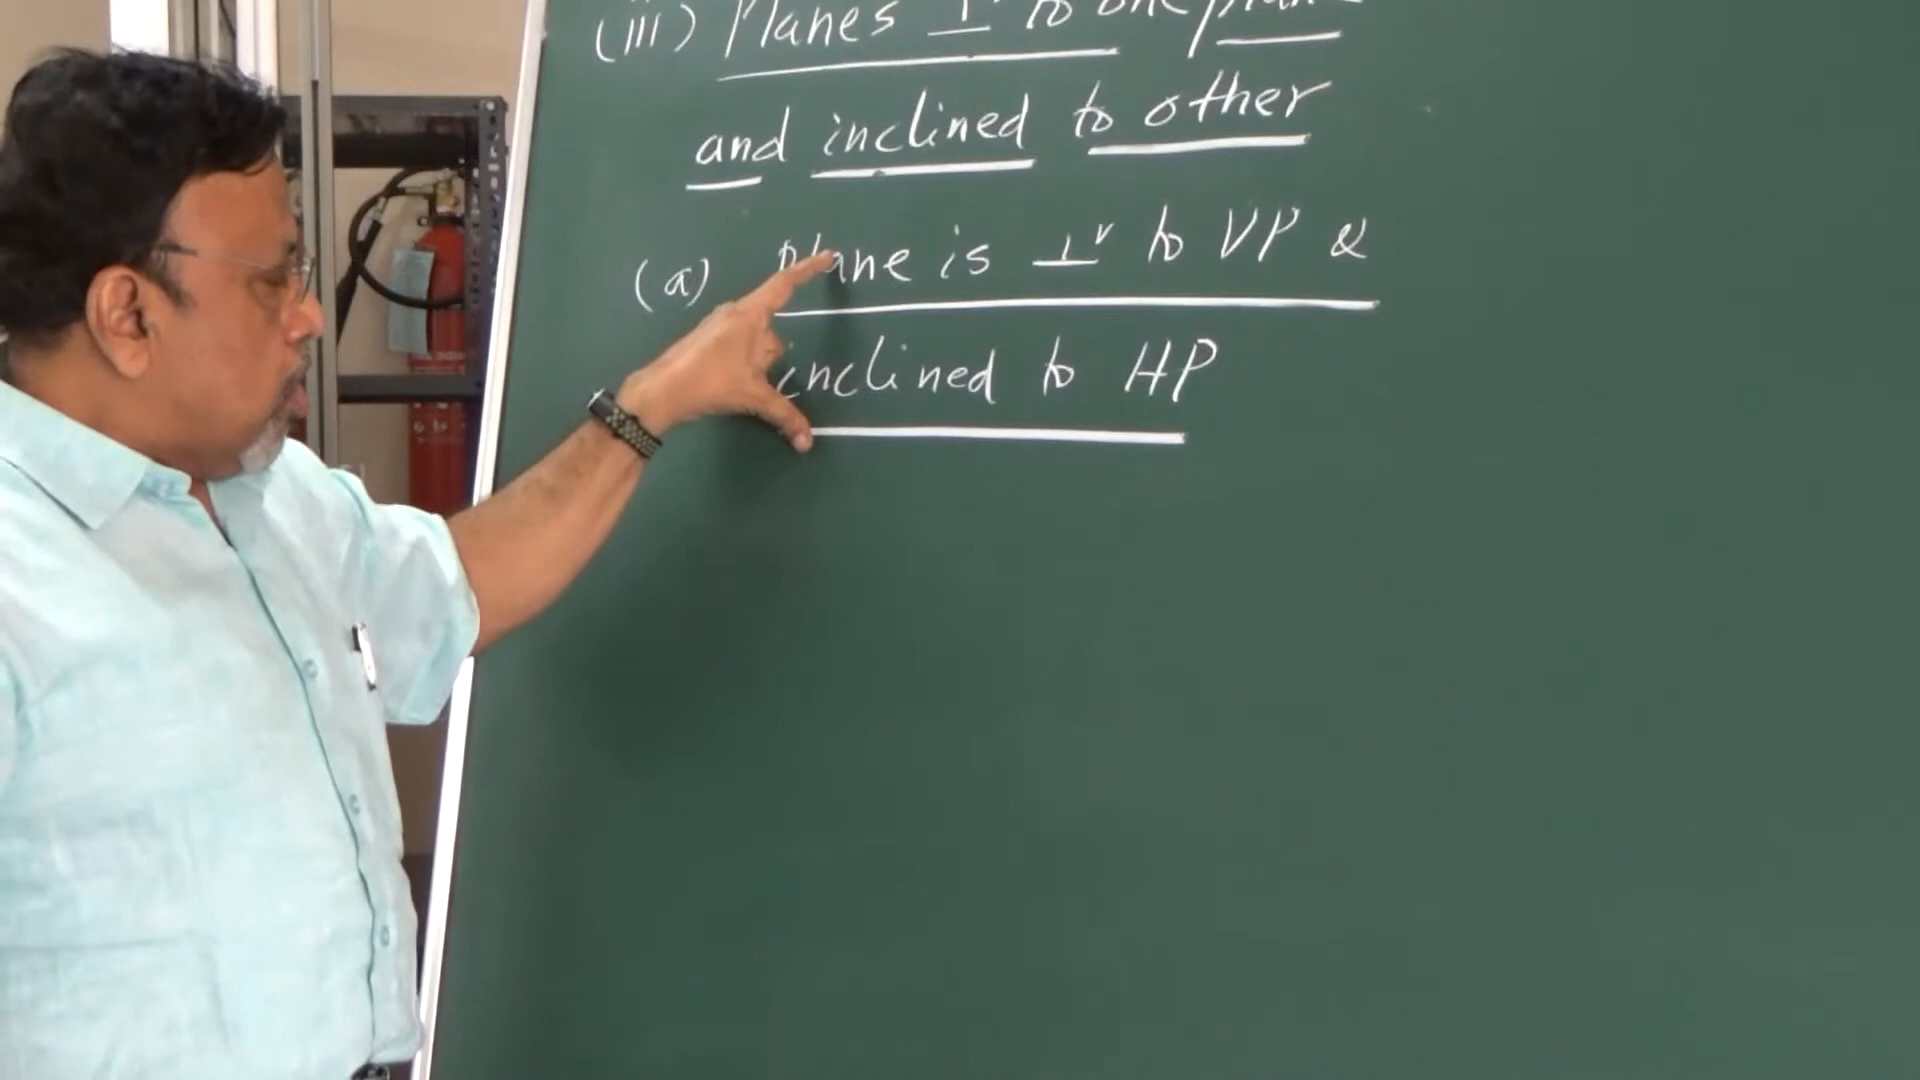 (iii) Planes ⊥r to one plane
and inclined to other
(a) Plane is ⊥r to VP &
inclined to HP